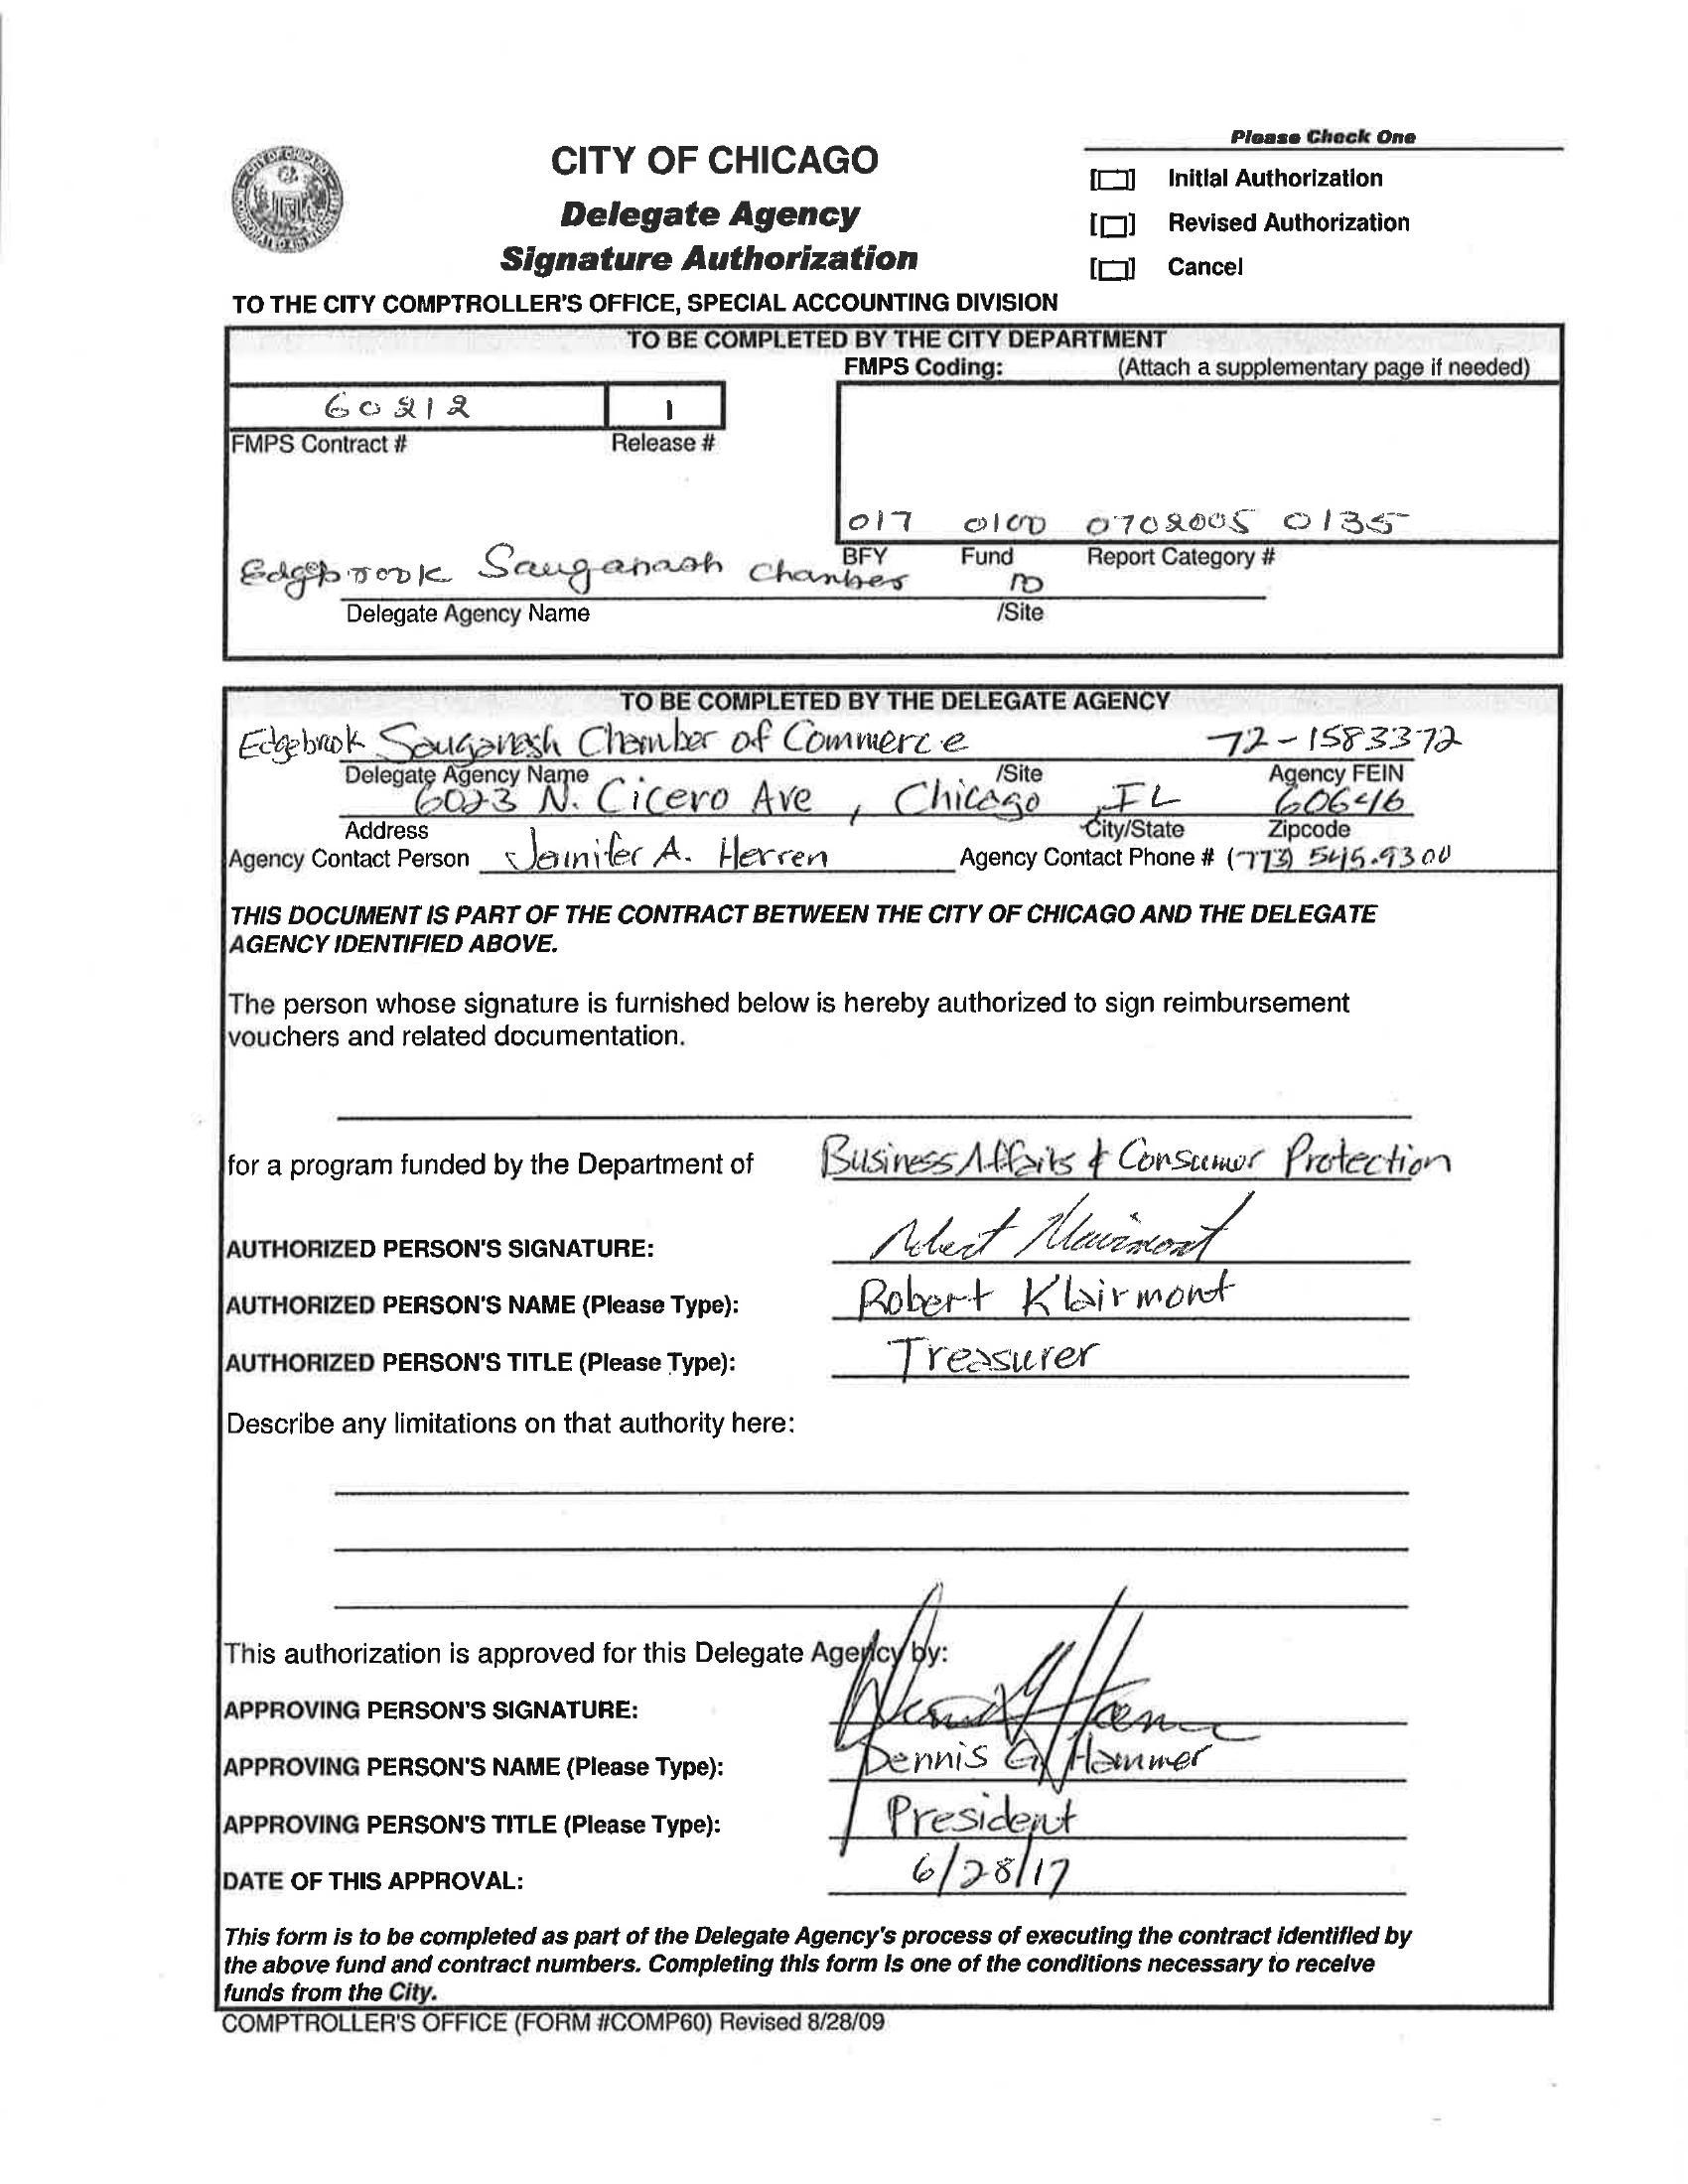 Please Check One
CITY OF CHICAGO
[ ] Initial Authorization
Delegate Agency
[ ] Revised Authorization
Signature Authorization
[ ] Cancel
TO THE CITY COMPTROLLER'S OFFICE, SPECIAL ACCOUNTING DIVISION
TO BE COMPLETED BY THE CITY DEPARTMENT
FMPS Coding: (Attach a supplementary page if needed)
60212 1
FMPS Contract # Release #
017 0100 0702005 0135
BFY Fund Report Category #
Edgebrook Sauganash Chamber
Delegate Agency Name /Site
TO BE COMPLETED BY THE DELEGATE AGENCY
Edgebrook Sauganash Chamber of Commerce 72-1583372
Delegate Agency Name /Site Agency FEIN
6023 N. Cicero Ave, Chicago IL 60646
Address City/State Zipcode
Agency Contact Person Jennifer A. Herren Agency Contact Phone # (773) 545.9300
THIS DOCUMENT IS PART OF THE CONTRACT BETWEEN THE CITY OF CHICAGO AND THE DELEGATE
AGENCY IDENTIFIED ABOVE.
The person whose signature is furnished below is hereby authorized to sign reimbursement
vouchers and related documentation.
for a program funded by the Department of Business Affairs & Consumer Protection
AUTHORIZED PERSON'S SIGNATURE: Robert Klairmont
AUTHORIZED PERSON'S NAME (Please Type): Robert Klairmont
AUTHORIZED PERSON'S TITLE (Please Type): Treasurer
Describe any limitations on that authority here:
This authorization is approved for this Delegate Agency by:
APPROVING PERSON'S SIGNATURE:
APPROVING PERSON'S NAME (Please Type): Dennis G. Hammer
APPROVING PERSON'S TITLE (Please Type): President
DATE OF THIS APPROVAL: 6/28/17
This form is to be completed as part of the Delegate Agency's process of executing the contract identified by
the above fund and contract numbers. Completing this form is one of the conditions necessary to receive
funds from the City.
COMPTROLLER'S OFFICE (FORM #COMP60) Revised 8/28/09